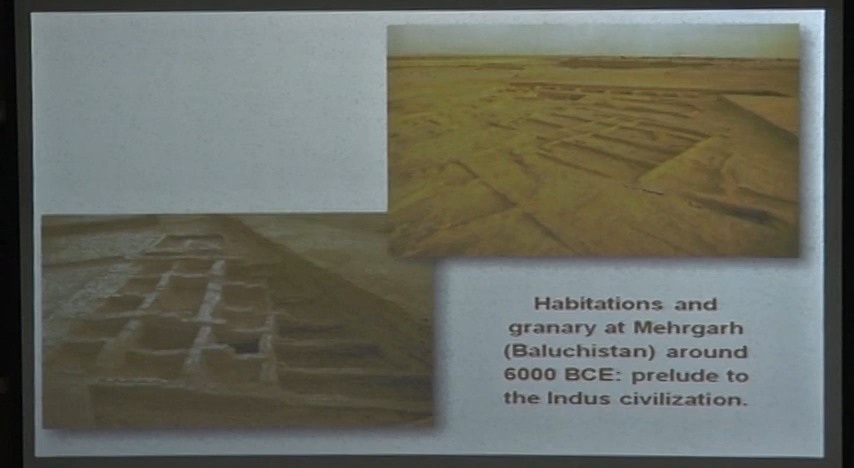 Habitations and
granary at Mehrgarh
(Baluchistan) around
6000 BCE: prelude to
the Indus civilization.